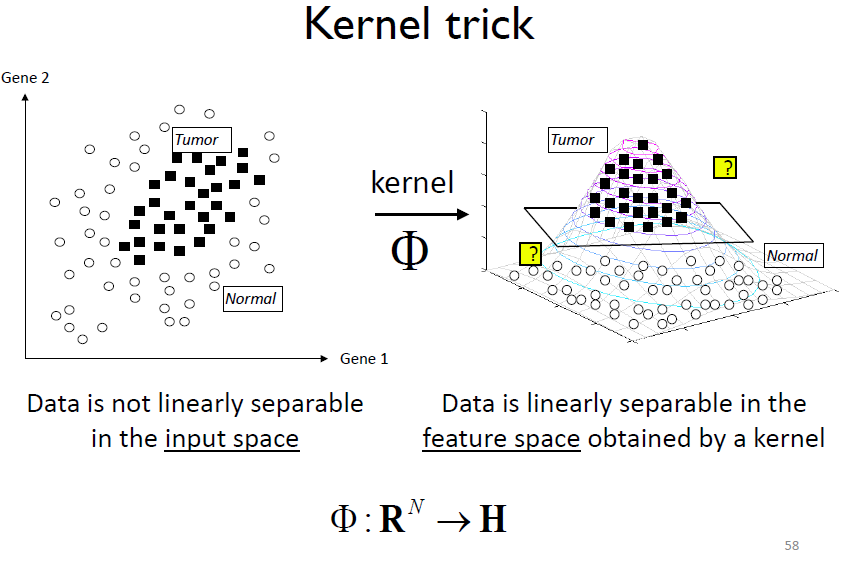 Kernel trick
Gene 2
Tumor
Normal
Gene 1
kernel
Φ
Tumor
?
?
Normal
Data is not linearly separable
in the input space
Data is linearly separable in the
feature space obtained by a kernel
Φ : R^N → H
58